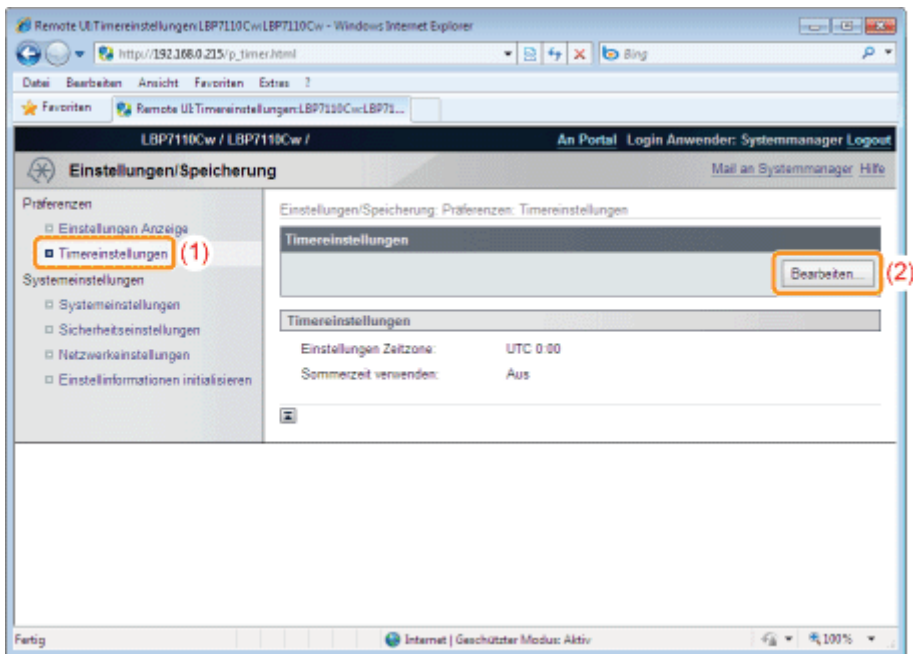 Remote UI:Timereinstellungen:LBP7110Cw:LBP7110Cw - Windows Internet Explorer
http://192.168.0.215/p_timer.html
Bing
Datei Bearbeiten Ansicht Favoriten Extras ?
Favoriten
Remote UI:Timereinstellungen:LBP7110Cw:LBP71...
LBP7110Cw / LBP7110Cw /
An Portal Login Anwender: Systemmanager Logout
Einstellungen/Speicherung
Mail an Systemmanager Hilfe
Präferenzen
Einstellungen Anzeige
Timereinstellungen (1)
Systemeinstellungen
Systemeinstellungen
Sicherheitseinstellungen
Netzwerkeinstellungen
Einstellinformationen initialisieren
Einstellungen/Speicherung: Präferenzen: Timereinstellungen
Timereinstellungen
Bearbeiten... (2)
Timereinstellungen
Einstellungen Zeitzone: UTC 0:00
Sommerzeit verwenden: Aus
Fertig
Internet | Geschützter Modus: Aktiv
100%